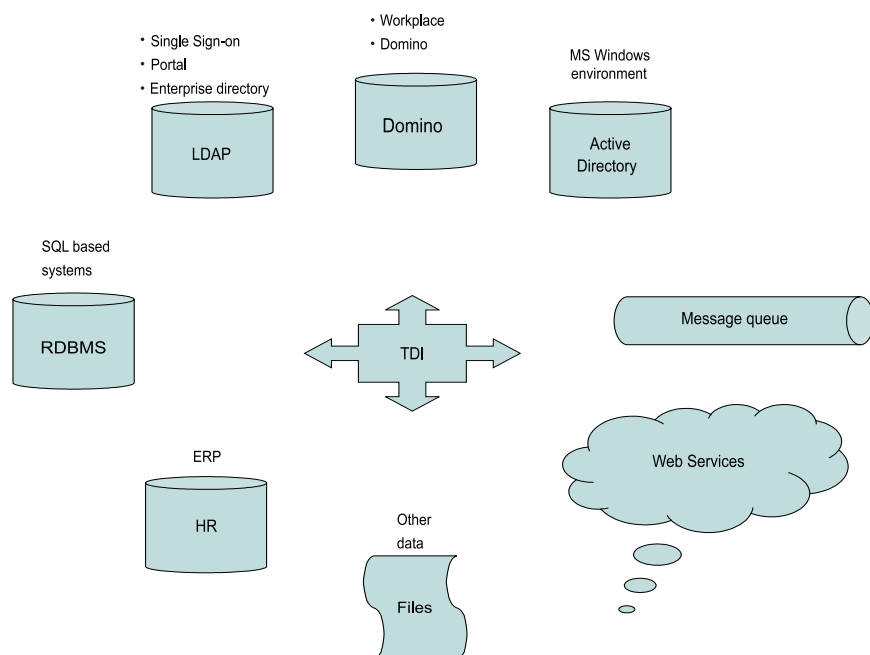 • Workplace
• Domino
• Single Sign-on
• Portal
• Enterprise directory
MS Windows
environment
LDAP
Domino
Active
Directory
SQL based
systems
RDBMS
TDI
Message queue
ERP
HR
Web Services
Other
data
Files